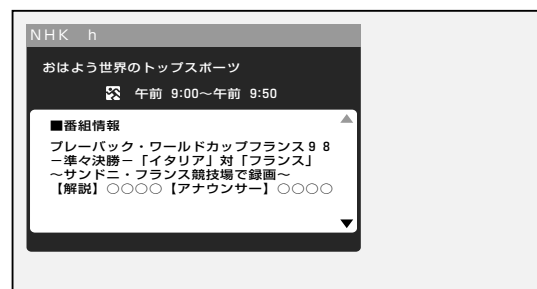 NHK h
おはよう世界のトップスポーツ
午前 9:00〜午前 9:50
■番組情報
プレーバック・ワールドカップフランス98
－準々決勝－「イタリア」対「フランス」
〜サンドニ・フランス競技場で録画〜
【解説】○○○○【アナウンサー】○○○○